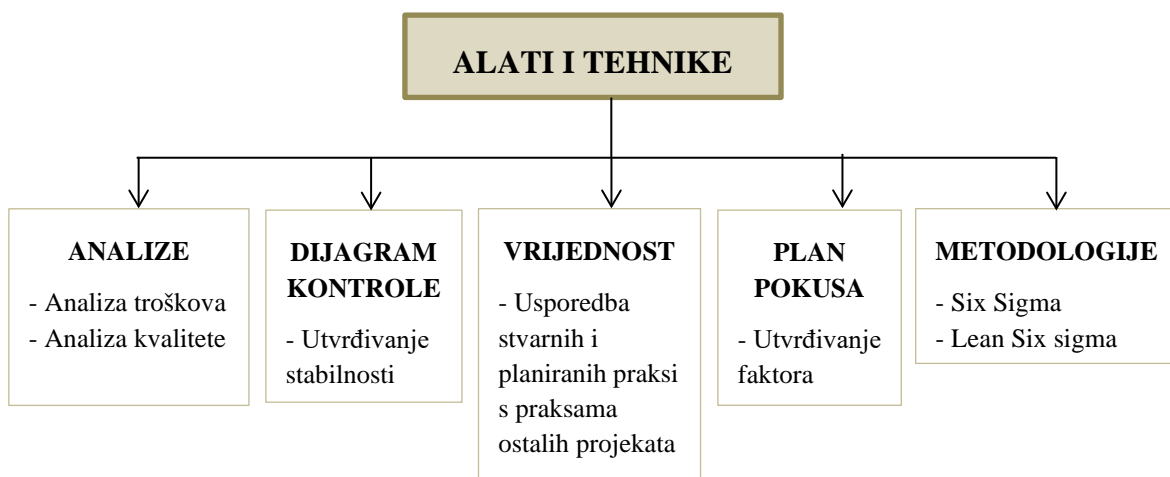 ALATI I TEHNIKE
ANALIZE
- Analiza troškova
- Analiza kvalitete
DIJAGRAM
KONTROLE
- Utvrđivanje
stabilnosti
VRIJEDNOST
- Usporedba
stvarnih i
planiranih praksi
s praksama
ostalih projekata
PLAN
POKUSA
- Utvrđivanje
faktora
METODOLOGIJE
- Six Sigma
- Lean Six sigma